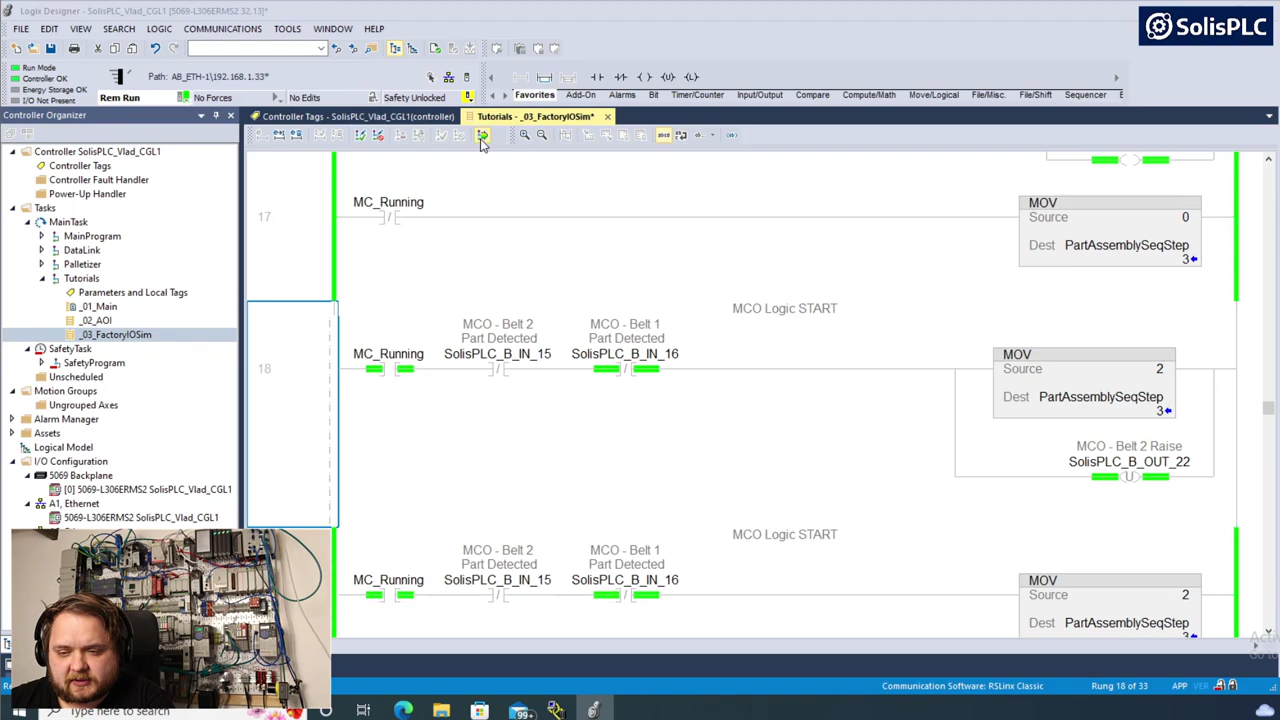 Logix Designer - SolisPLC_Vlad_CGL1 [5069-L306ERMS2 32.13]*
SolisPLC
FILE EDIT VIEW SEARCH LOGIC COMMUNICATIONS TOOLS WINDOW HELP
Run Mode
Controller OK
Energy Storage OK
I/O Not Present
Path: AB_ETH-1\192.168.1.33*
Rem Run No Forces No Edits Safety Unlocked
Favorites Add-On Alarms Bit Timer/Counter Input/Output Compare Compute/Math Move/Logical File/Misc. File/Shift Sequencer
Controller Organizer
Controller Tags - SolisPLC_Vlad_CGL1(controller)
Tutorials - _03_FactoryIOSim*
Controller SolisPLC_Vlad_CGL1
Controller Tags
Controller Fault Handler
Power-Up Handler
Tasks
MainTask
MainProgram
DataLink
Palletizer
Tutorials
Parameters and Local Tags
_01_Main
_02_AOI
_03_FactoryIOSim
SafetyTask
SafetyProgram
Unscheduled
Motion Groups
Ungrouped Axes
Alarm Manager
Assets
Logical Model
I/O Configuration
5069 Backplane
[0] 5069-L306ERMS2 SolisPLC_Vlad_CGL1
A1, Ethernet
5069-L306ERMS2 SolisPLC_Vlad_CGL1
17
MC_Running
MOV
Source 0
Dest PartAssemblySeqStep
3
MCO Logic START
18
MC_Running
MCO - Belt 2
Part Detected
SolisPLC_B_IN_15
MCO - Belt 1
Part Detected
SolisPLC_B_IN_16
MOV
Source 2
Dest PartAssemblySeqStep
3
MCO - Belt 2 Raise
SolisPLC_B_OUT_22
U
MCO Logic START
MC_Running
MCO - Belt 2
Part Detected
SolisPLC_B_IN_15
MCO - Belt 1
Part Detected
SolisPLC_B_IN_16
MOV
Source 2
Dest PartAssemblySeqStep
Communication Software: RSLinx Classic Rung 18 of 33 APP VER
here to search
99+